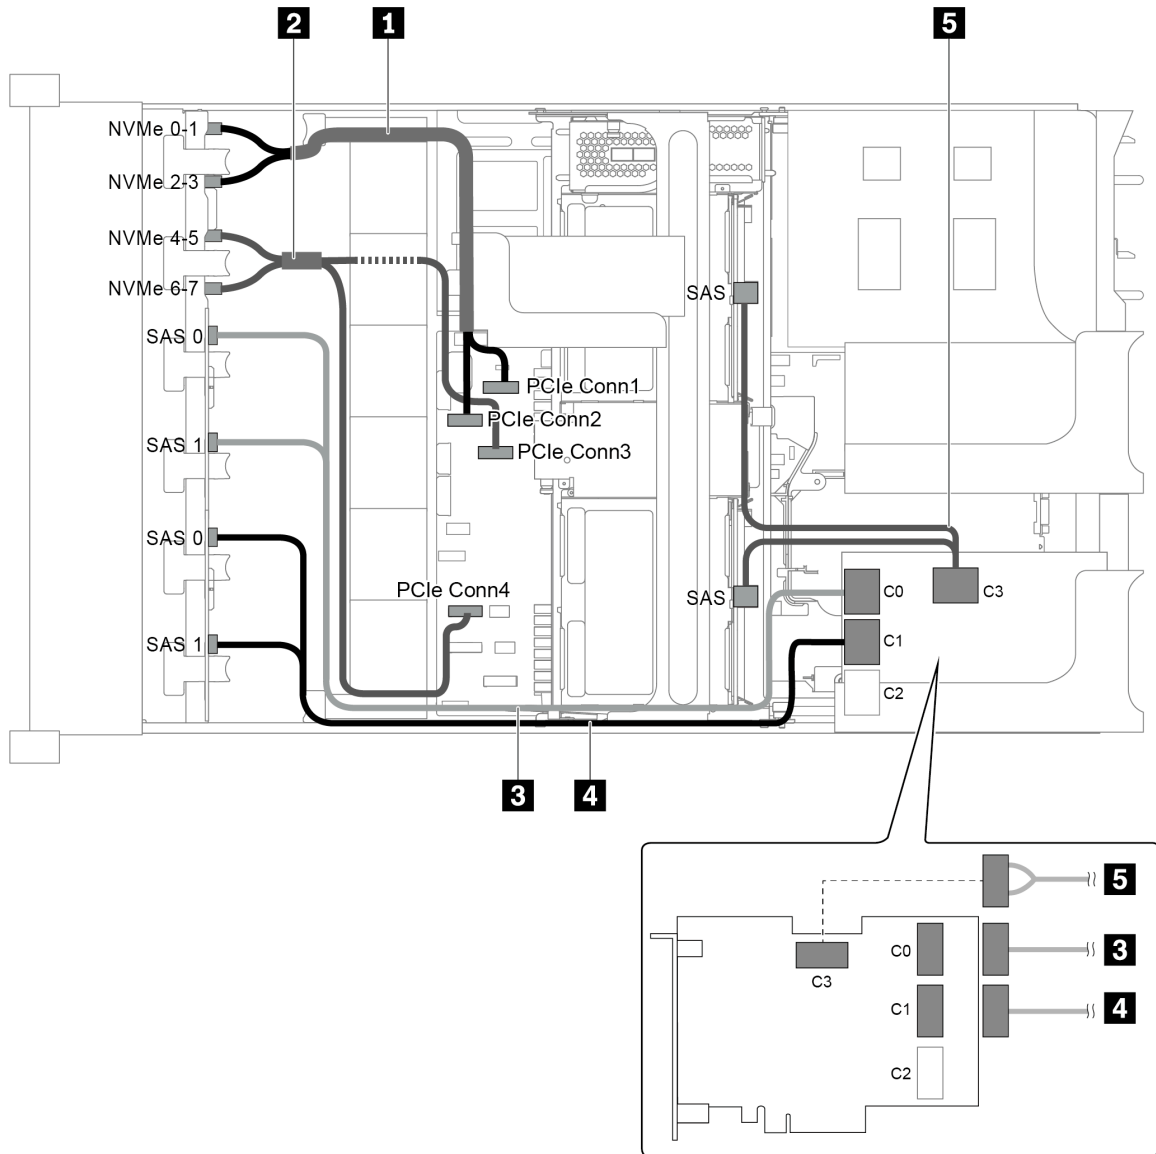 2 1 5
NVMe 0-1
NVMe 2-3
NVMe 4-5
NVMe 6-7
SAS
SAS 0
PCIe Conn1
PCIe Conn2
SAS 1
PCIe Conn3
SAS 0
PCIe Conn4
SAS
C0
C3
SAS 1
C1
C2
3 4
5
C0
3
C3
C1
4
C2